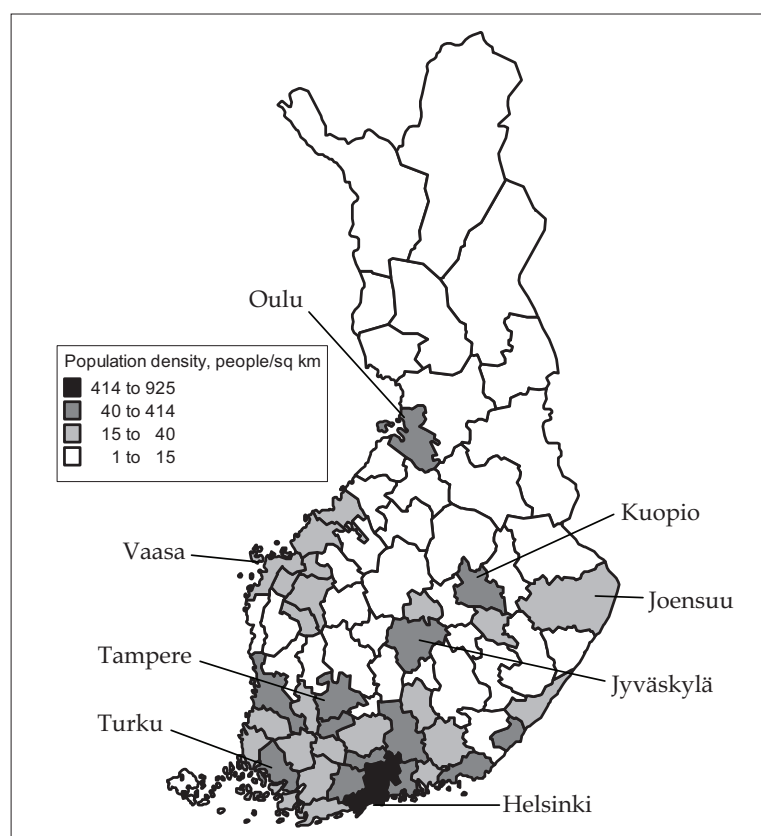 Oulu
Population density, people/sq km
414 to 925
40 to 414
15 to 40
1 to 15
Kuopio
Vaasa
Joensuu
Tampere
Jyväskylä
Turku
Helsinki